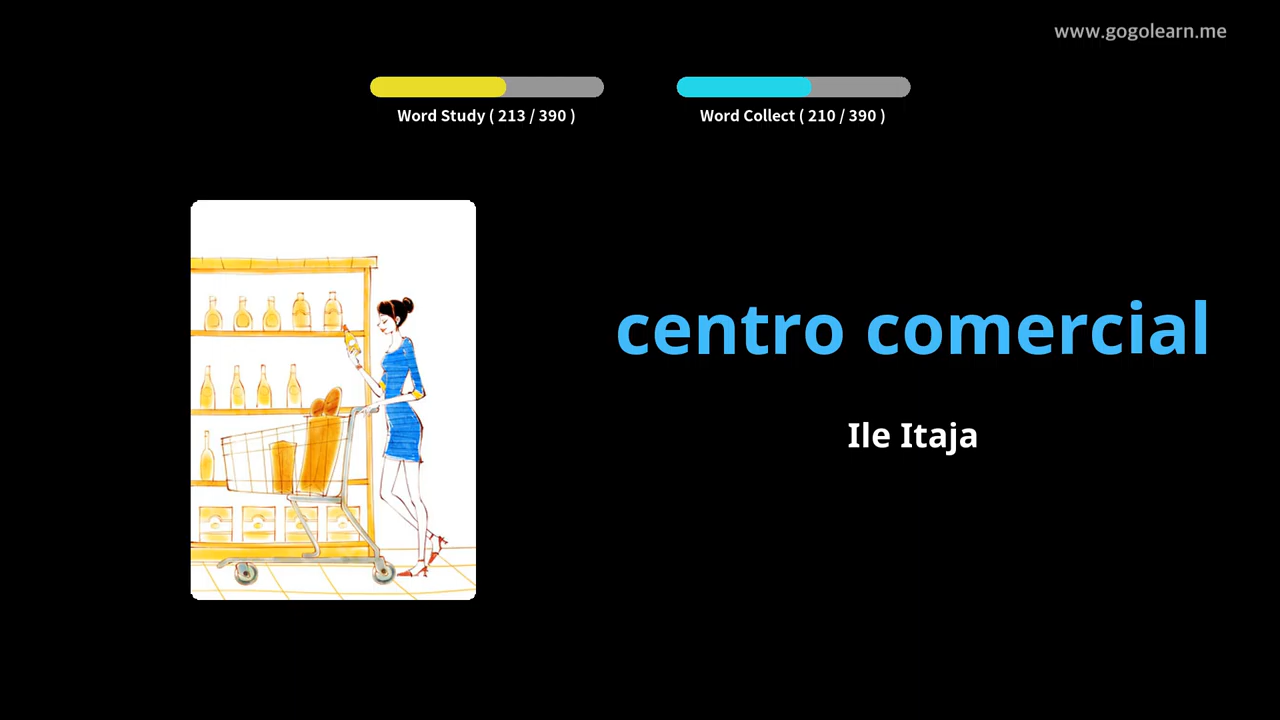 www.gogolearn.me
Word Study ( 213 / 390 )
Word Collect ( 210 / 390 )
centro comercial
Ile Itaja